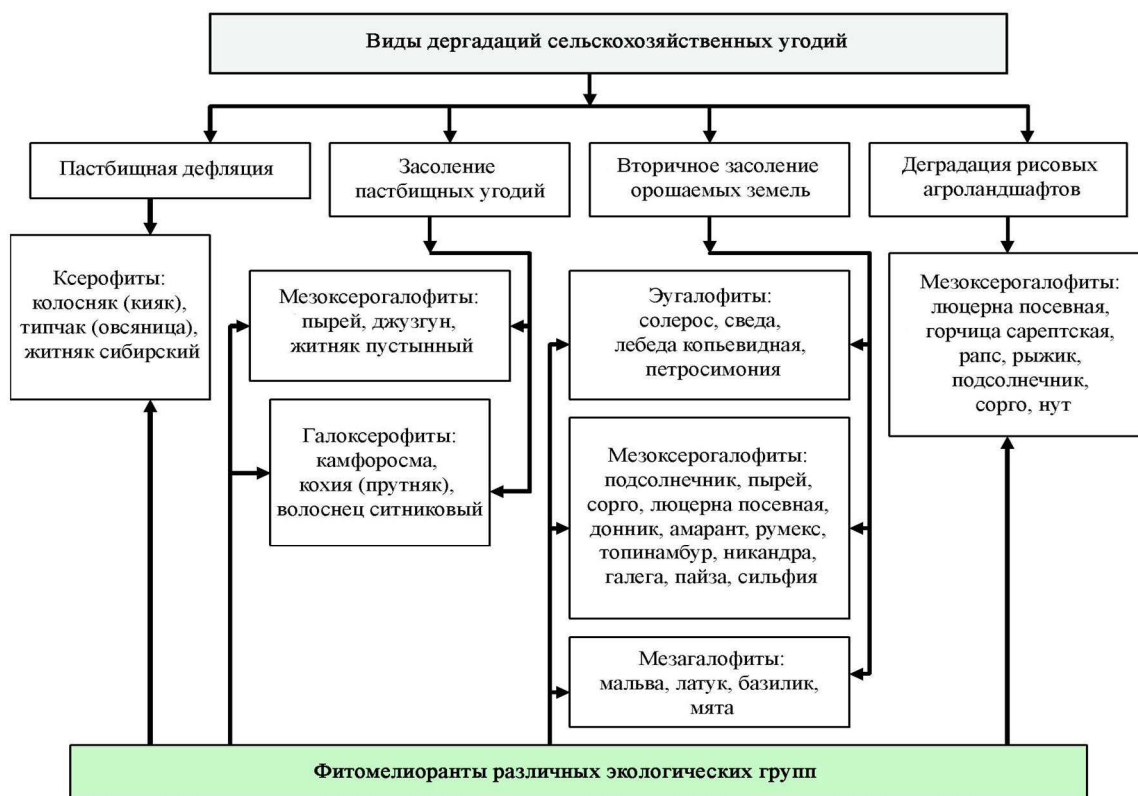 Виды дергадаций сельскохозяйственных угодий
Пастбищная дефляция
Засоление
пастбищных угодий
Вторичное засоление
орошаемых земель
Деградация рисовых
агроландшафтов
Ксерофиты:
колосняк (кияк),
типчак (овсяница),
житняк сибирский
Мезоксерогалофиты:
пырей, джузгун,
житняк пустынный
Галоксерофиты:
камфоросма,
кохия (прутняк),
волоснец ситниковый
Эугалофиты:
солерос, сведа,
лебеда копьевидная,
петросимония
Мезоксерогалофиты:
подсолнечник, пырей,
сорго, люцерна посевная,
донник, амарант, румекс,
топинамбур, никандра,
галега, пайза, сильфия
Мезагалофиты:
мальва, латук, базилик,
мята
Мезоксерогалофиты:
люцерна посевная,
горчица сарептская,
рапс, рыжик,
подсолнечник,
сорго, нут
Фитомелиоранты различных экологических групп